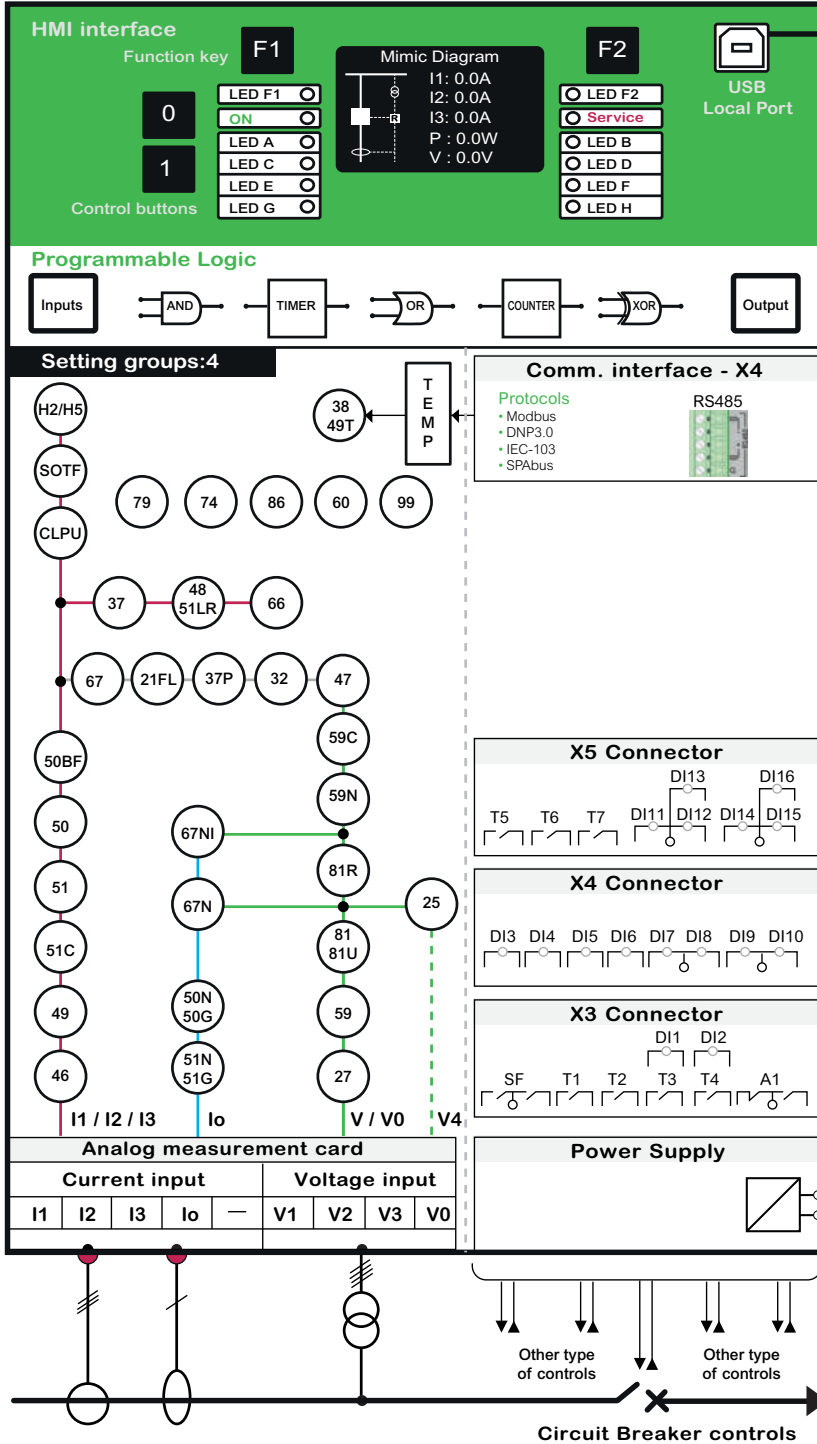 HMI interface
Function key
F1
F2
0
1
Control buttons
LED F1
ON
LED A
LED C
LED E
LED G
Mimic Diagram
I1: 0.0A
I2: 0.0A
I3: 0.0A
P : 0.0W
V : 0.0V
R
LED F2
Service
LED B
LED D
LED F
LED H
USB
Local Port
Programmable Logic
Inputs
AND
TIMER
OR
COUNTER
XOR
Output
Setting groups:4
H2/H5
SOTF
CLPU
38
49T
TEMP
79
74
86
60
99
37
48
51LR
66
67
21FL
37P
32
47
59C
59N
50BF
50
67NI
81R
51
67N
25
51C
81
81U
49
50N
50G
59
46
51N
51G
27
I1 / I2 / I3
Io
V / V0
V4
Analog measurement card
Current input
Voltage input
I1 I2 I3 Io — V1 V2 V3 V0
Comm. interface - X4
Protocols
• Modbus
• DNP3.0
• IEC-103
• SPAbus
RS485
X5 Connector
DI13 DI16
T5 T6 T7 DI11 DI12 DI14 DI15
X4 Connector
DI3 DI4 DI5 DI6 DI7 DI8 DI9 DI10
X3 Connector
DI1 DI2
SF T1 T2 T3 T4 A1
Power Supply
Other type
of controls
Other type
of controls
Circuit Breaker controls